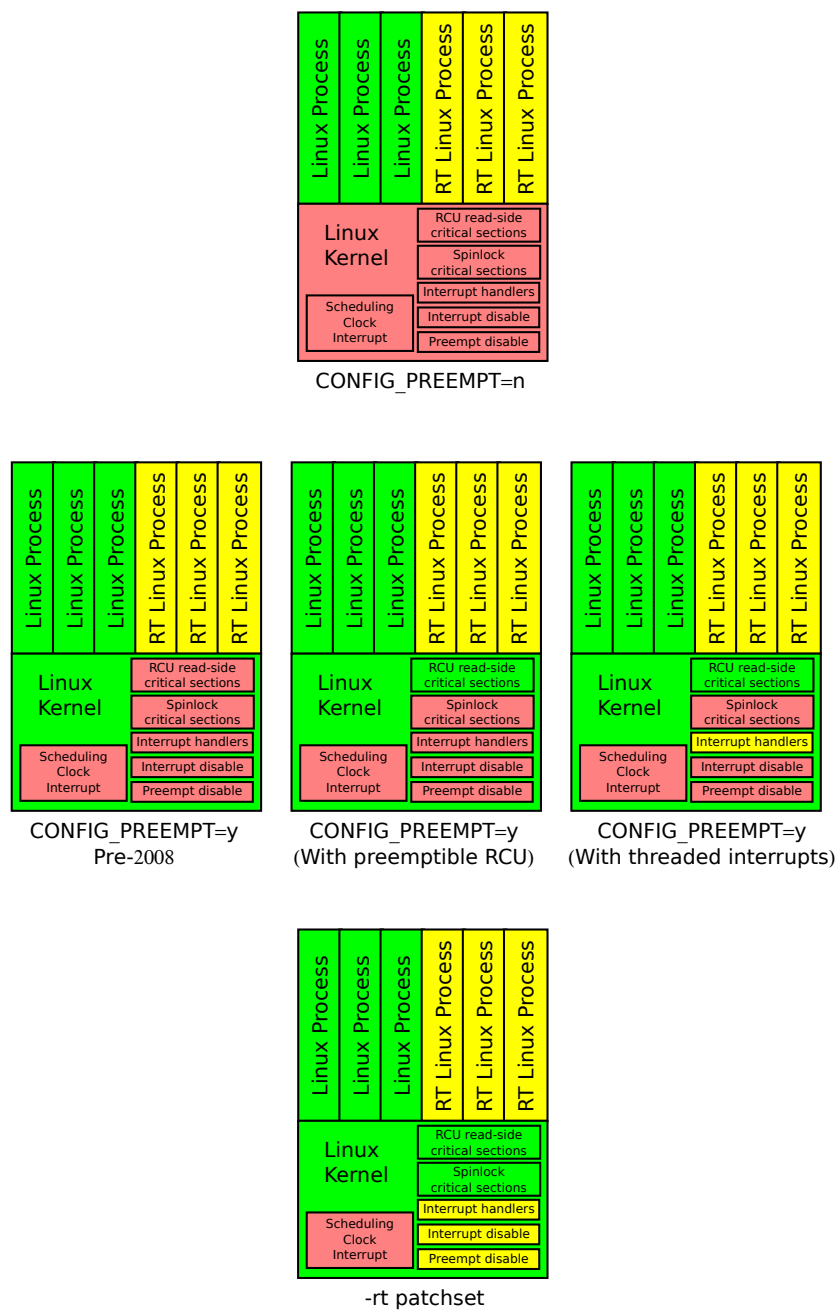 Linux Process
Linux Process
Linux Process
RT Linux Process
RT Linux Process
RT Linux Process
Linux
Kernel
RCU read-side
critical sections
Spinlock
critical sections
Interrupt handlers
Scheduling
Clock
Interrupt
Interrupt disable
Preempt disable
CONFIG_PREEMPT=n
Linux Process
Linux Process
Linux Process
RT Linux Process
RT Linux Process
RT Linux Process
Linux
Kernel
RCU read-side
critical sections
Spinlock
critical sections
Interrupt handlers
Scheduling
Clock
Interrupt
Interrupt disable
Preempt disable
CONFIG_PREEMPT=y
Pre-2008
Linux Process
Linux Process
Linux Process
RT Linux Process
RT Linux Process
RT Linux Process
Linux
Kernel
RCU read-side
critical sections
Spinlock
critical sections
Interrupt handlers
Scheduling
Clock
Interrupt
Interrupt disable
Preempt disable
CONFIG_PREEMPT=y
(With preemptible RCU)
Linux Process
Linux Process
Linux Process
RT Linux Process
RT Linux Process
RT Linux Process
Linux
Kernel
RCU read-side
critical sections
Spinlock
critical sections
Interrupt handlers
Scheduling
Clock
Interrupt
Interrupt disable
Preempt disable
CONFIG_PREEMPT=y
(With threaded interrupts)
Linux Process
Linux Process
Linux Process
RT Linux Process
RT Linux Process
RT Linux Process
Linux
Kernel
RCU read-side
critical sections
Spinlock
critical sections
Interrupt handlers
Scheduling
Clock
Interrupt
Interrupt disable
Preempt disable
-rt patchset